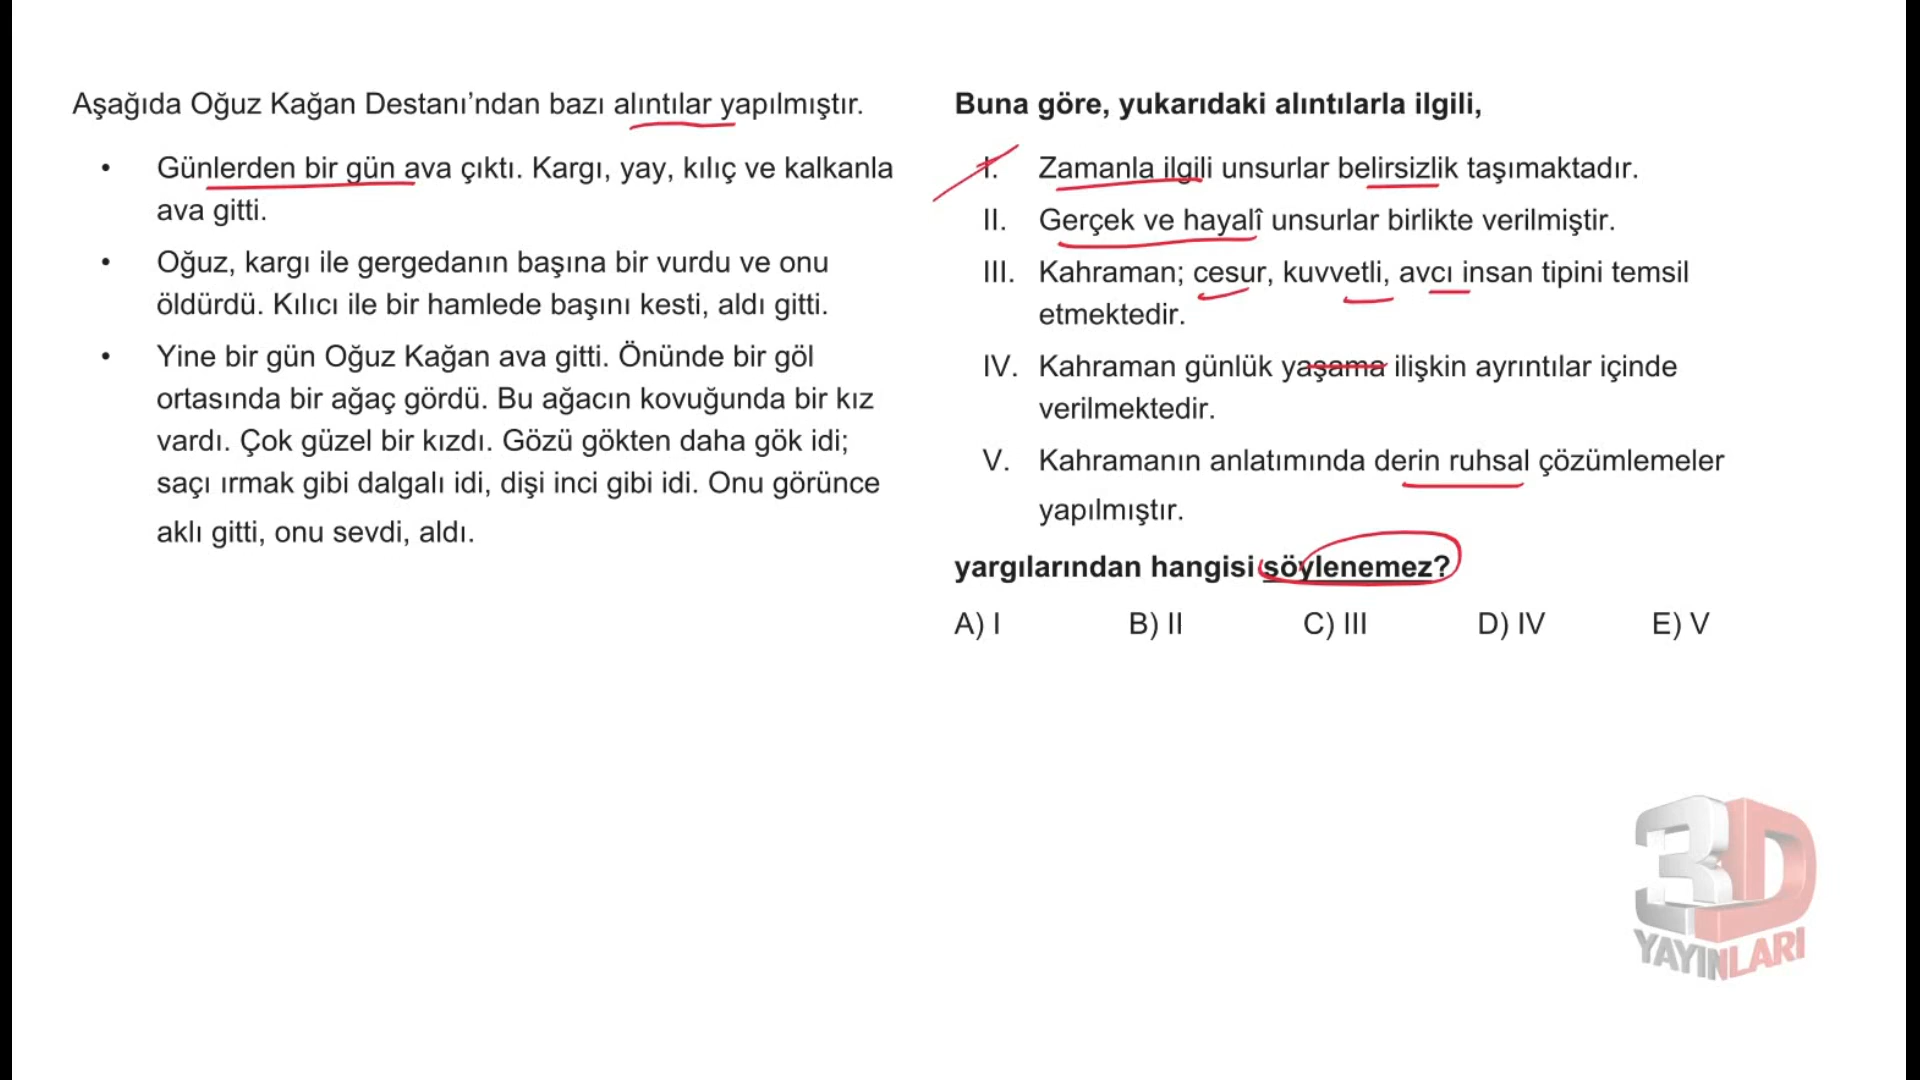 Aşağıda Oğuz Kağan Destanı'ndan bazı alıntılar yapılmıştır.
• Günlerden bir gün ava çıktı. Kargı, yay, kılıç ve kalkanla
ava gitti.
• Oğuz, kargı ile gergedanın başına bir vurdu ve onu
öldürdü. Kılıcı ile bir hamlede başını kesti, aldı gitti.
• Yine bir gün Oğuz Kağan ava gitti. Önünde bir göl
ortasında bir ağaç gördü. Bu ağacın kovuğunda bir kız
vardı. Çok güzel bir kızdı. Gözü gökten daha gök idi;
saçı ırmak gibi dalgalı idi, dişi inci gibi idi. Onu görünce
aklı gitti, onu sevdi, aldı.
Buna göre, yukarıdaki alıntılarla ilgili,
I. Zamanla ilgili unsurlar belirsizlik taşımaktadır.
II. Gerçek ve hayalî unsurlar birlikte verilmiştir.
III. Kahraman; cesur, kuvvetli, avcı insan tipini temsil
etmektedir.
IV. Kahraman günlük yaşama ilişkin ayrıntılar içinde
verilmektedir.
V. Kahramanın anlatımında derin ruhsal çözümlemeler
yapılmıştır.
yargılarından hangisi söylenemez?
A) I B) II C) III D) IV E) V
3D
YAYINLARI